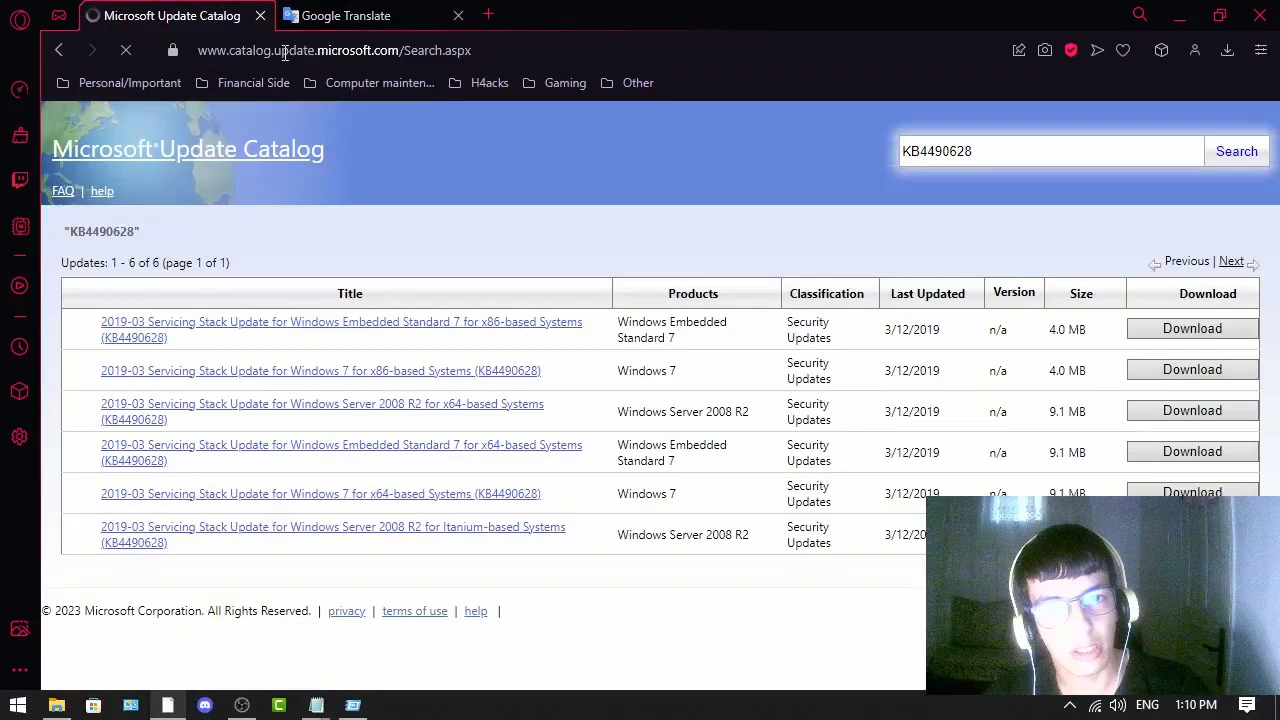 Microsoft Update Catalog
Google Translate
www.catalog.update.microsoft.com/Search.aspx
Personal/Important
Financial Side
Computer mainten...
H4acks
Gaming
Other
Microsoft Update Catalog
KB4490628
Search
FAQ | help
"KB4490628"
Updates: 1 - 6 of 6 (page 1 of 1)
Previous | Next
Title Products Classification Last Updated Version Size Download
2019-03 Servicing Stack Update for Windows Embedded Standard 7 for x86-based Systems
(KB4490628)
Windows Embedded
Standard 7
Security
Updates
3/12/2019
n/a
4.0 MB
Download
2019-03 Servicing Stack Update for Windows 7 for x86-based Systems (KB4490628)
Windows 7
Security
Updates
3/12/2019
n/a
4.0 MB
Download
2019-03 Servicing Stack Update for Windows Server 2008 R2 for x64-based Systems
(KB4490628)
Windows Server 2008 R2
Security
Updates
3/12/2019
n/a
9.1 MB
Download
2019-03 Servicing Stack Update for Windows Embedded Standard 7 for x64-based Systems
(KB4490628)
Windows Embedded
Standard 7
Security
Updates
3/12/2019
n/a
9.1 MB
Download
2019-03 Servicing Stack Update for Windows 7 for x64-based Systems (KB4490628)
Windows 7
Security
Updates
3/12/2019
n/a
9.1 MB
Download
2019-03 Servicing Stack Update for Windows Server 2008 R2 for Itanium-based Systems
(KB4490628)
Windows Server 2008 R2
Security
Updates
3/12/20
© 2023 Microsoft Corporation. All Rights Reserved. | privacy | terms of use | help |
ENG
1:10 PM